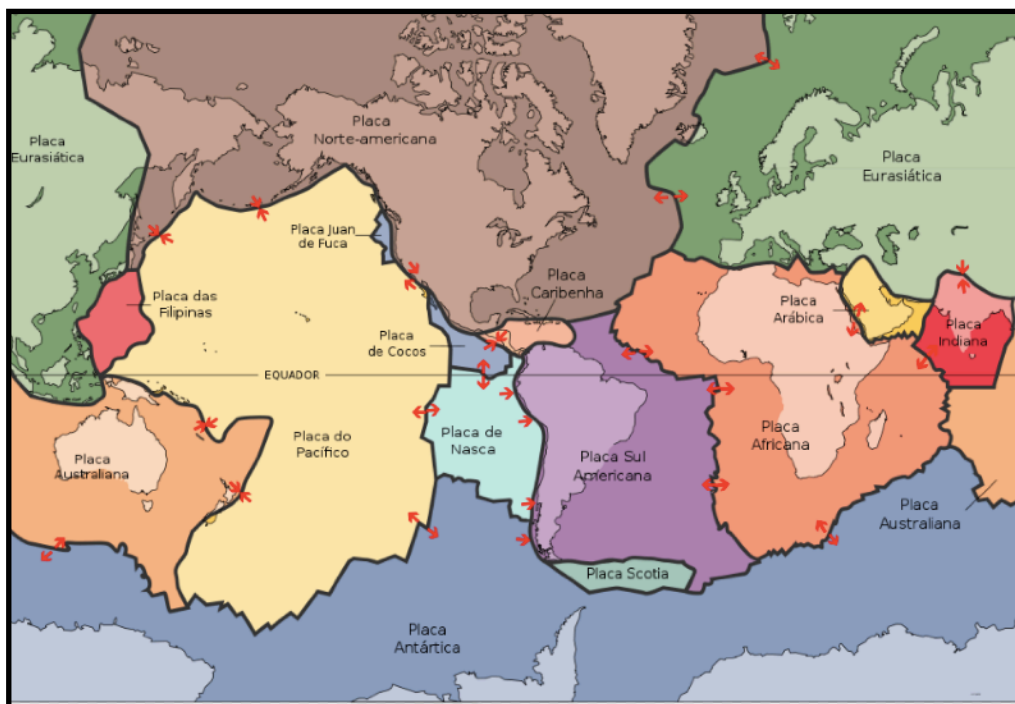 Placa
Norte-americana
Placa
Eurasiática
Placa
Eurasiática
Placa Juan
de Fuca
Placa
Caribenha
Placa das
Filipinas
Placa
Arábica
Placa
de Cocos
Placa
Indiana
EQUADOR
Placa
Australiana
Placa do
Pacífico
Placa de
Nasca
Placa Sul
Americana
Placa
Africana
Placa
Australiana
Placa Scotia
Placa
Antártica